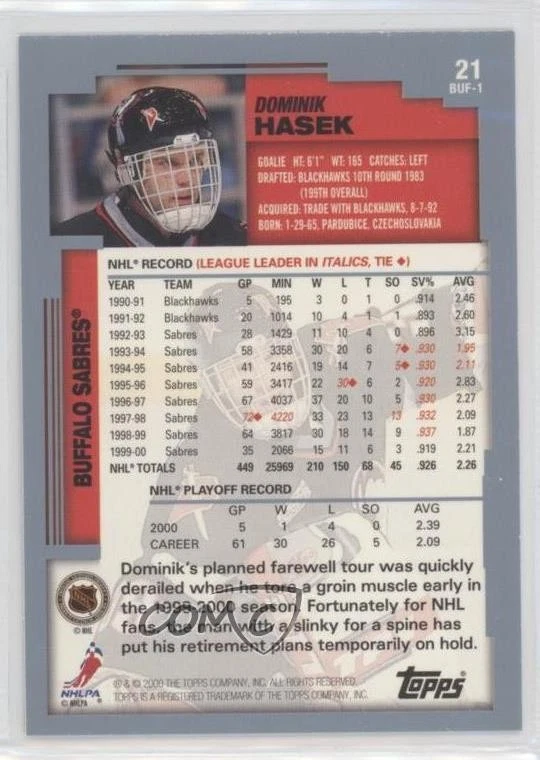 21
BUF-1
DOMINIK
HASEK
GOALIE HT: 6'1" WT: 165 CATCHES: LEFT
DRAFTED: BLACKHAWKS 10TH ROUND 1983
(199TH OVERALL)
ACQUIRED: TRADE WITH BLACKHAWKS, 8-7-92
BORN: 1-29-65, PARDUBICE, CZECHOSLOVAKIA
BUFFALO SABRES®
NHL® RECORD (LEAGUE LEADER IN ITALICS, TIE ♦)
YEAR TEAM GP MIN W L T SO SV% AVG
1990-91 Blackhawks 5 195 3 0 1 0 .914 2.46
1991-92 Blackhawks 20 1014 10 4 1 1 .893 2.60
1992-93 Sabres 28 1429 11 10 4 0 .896 3.15
1993-94 Sabres 58 3358 30 20 6 7♦ .930 1.95
1994-95 Sabres 41 2416 19 14 7 5♦ .930 2.11
1995-96 Sabres 59 3417 22 30♦ 6 2 .920 2.83
1996-97 Sabres 67 4037 37 20 10 5 .930 2.27
1997-98 Sabres 72♦ 4220 33 23 13 13 .932 2.09
1998-99 Sabres 64 3817 30 18 14 9 .937 1.87
1999-00 Sabres 35 2066 15 11 6 3 .919 2.21
NHL® TOTALS 449 25969 210 150 68 45 .926 2.26
NHL® PLAYOFF RECORD
GP W L SO AVG
2000 5 1 4 0 2.39
CAREER 61 30 26 5 2.09
Dominik's planned farewell tour was quickly
derailed when he tore a groin muscle early in
the 1999-2000 season. Fortunately for NHL
fans, the man with a slinky for a spine has
put his retirement plans temporarily on hold.
COMC
NHL
© NHL
NHLPA
© NHLPA
® & © 2000 THE TOPPS COMPANY, INC. ALL RIGHTS RESERVED.
TOPPS IS A REGISTERED TRADEMARK OF THE TOPPS COMPANY, INC.
TOPPS